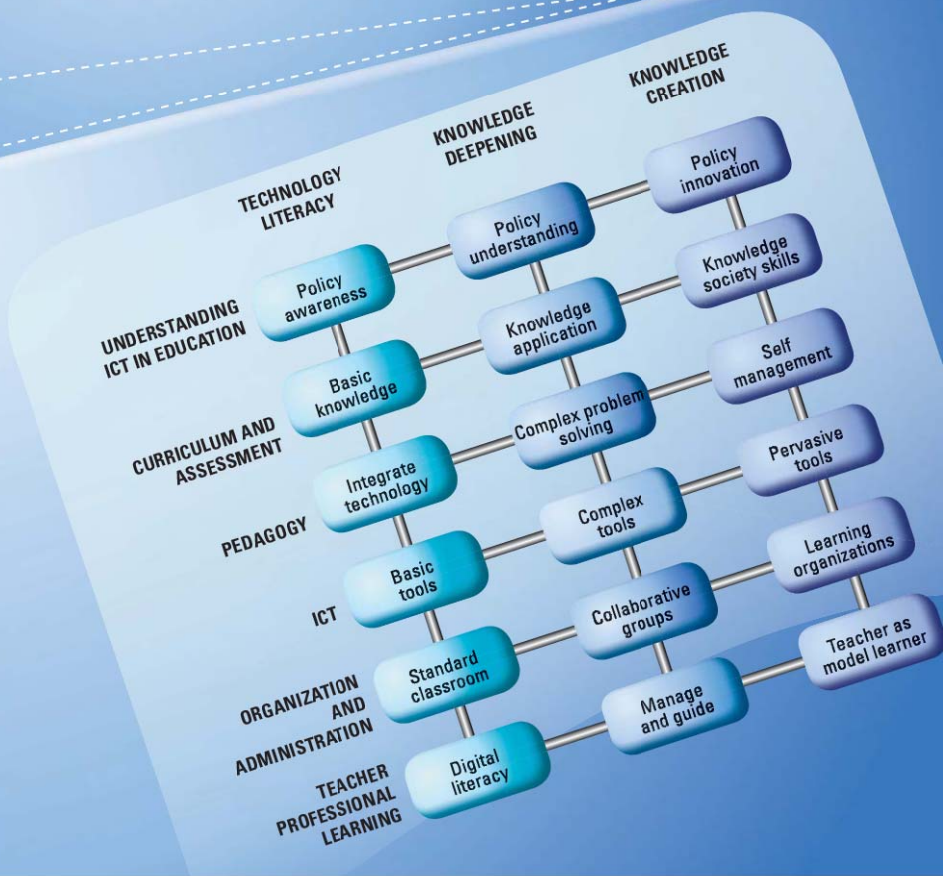 TECHNOLOGY
LITERACY
KNOWLEDGE
DEEPENING
KNOWLEDGE
CREATION
UNDERSTANDING
ICT IN EDUCATION
Policy
awareness
Policy
understanding
Policy
innovation
CURRICULUM AND
ASSESSMENT
Basic
knowledge
Knowledge
application
Knowledge
society skills
PEDAGOGY
Integrate
technology
Complex problem
solving
Self
management
ICT
Basic
tools
Complex
tools
Pervasive
tools
ORGANIZATION
AND
ADMINISTRATION
Standard
classroom
Collaborative
groups
Learning
organizations
TEACHER
PROFESSIONAL
LEARNING
Digital
literacy
Manage
and guide
Teacher as
model learner